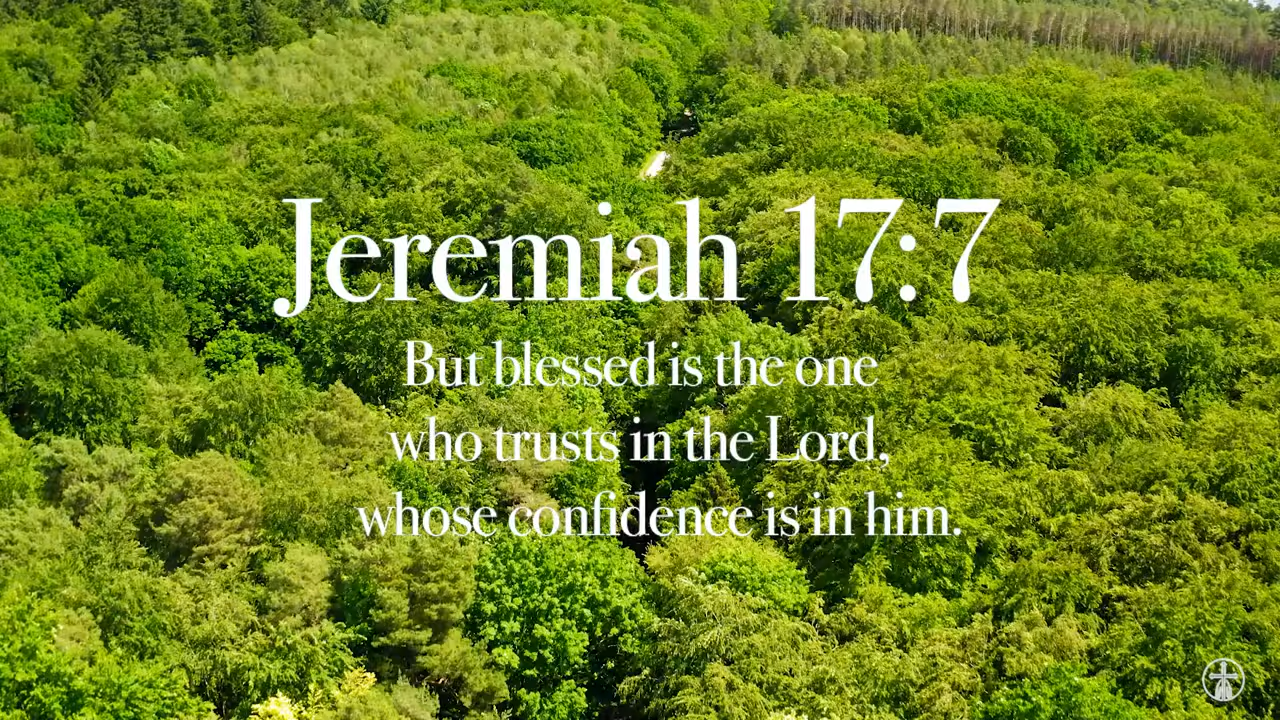 Jeremiah 17:7
But blessed is the one
who trusts in the Lord,
whose confidence is in him.